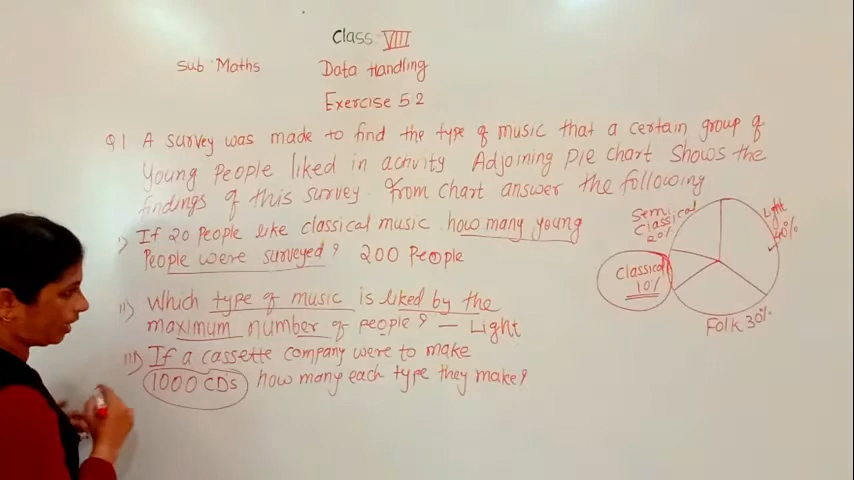 Class VIII
Sub Maths
Data Handling
Exercise 5 2
Q1 A survey was made to find the type of music that a certain group of
Young People liked in activity Adjoining Pie chart shows the
findings of this survey. From chart answer the following
i) If 20 People like classical music how many young
People were surveyed? 200 People
ii) Which type of music is liked by the
maximum number of people? — Light
iii) If a cassette company were to make
1000 CD's how many each type they make?
Semi
Classical
20%
Light
40%
Classical
10%
Folk 30%